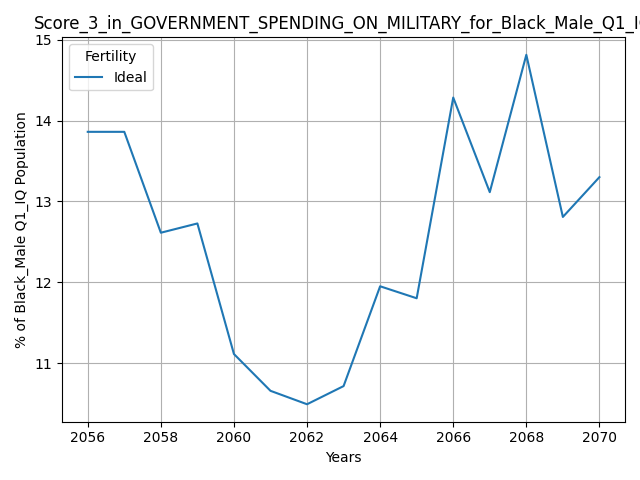 Score_3_in_GOVERNMENT_SPENDING_ON_MILITARY_for_Black_Male_Q1_IQ
Fertility
Ideal
% of Black_Male Q1_IQ Population
15
14
13
12
11
2056 2058 2060 2062 2064 2066 2068 2070
Years